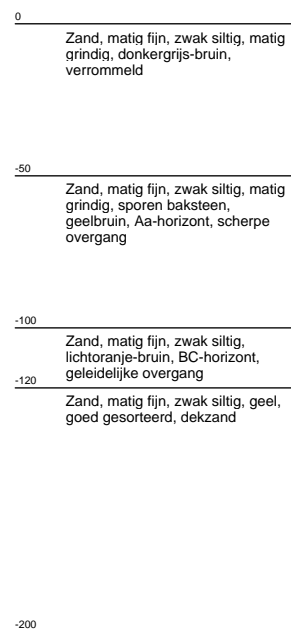 0
Zand, matig fijn, zwak siltig, matig
grindig, donkergrijs-bruin,
verrommeld
-50
Zand, matig fijn, zwak siltig, matig
grindig, sporen baksteen,
geelbruin, Aa-horizont, scherpe
overgang
-100
Zand, matig fijn, zwak siltig,
lichtoranje-bruin, BC-horizont,
geleidelijke overgang
-120
Zand, matig fijn, zwak siltig, geel,
goed gesorteerd, dekzand
-200